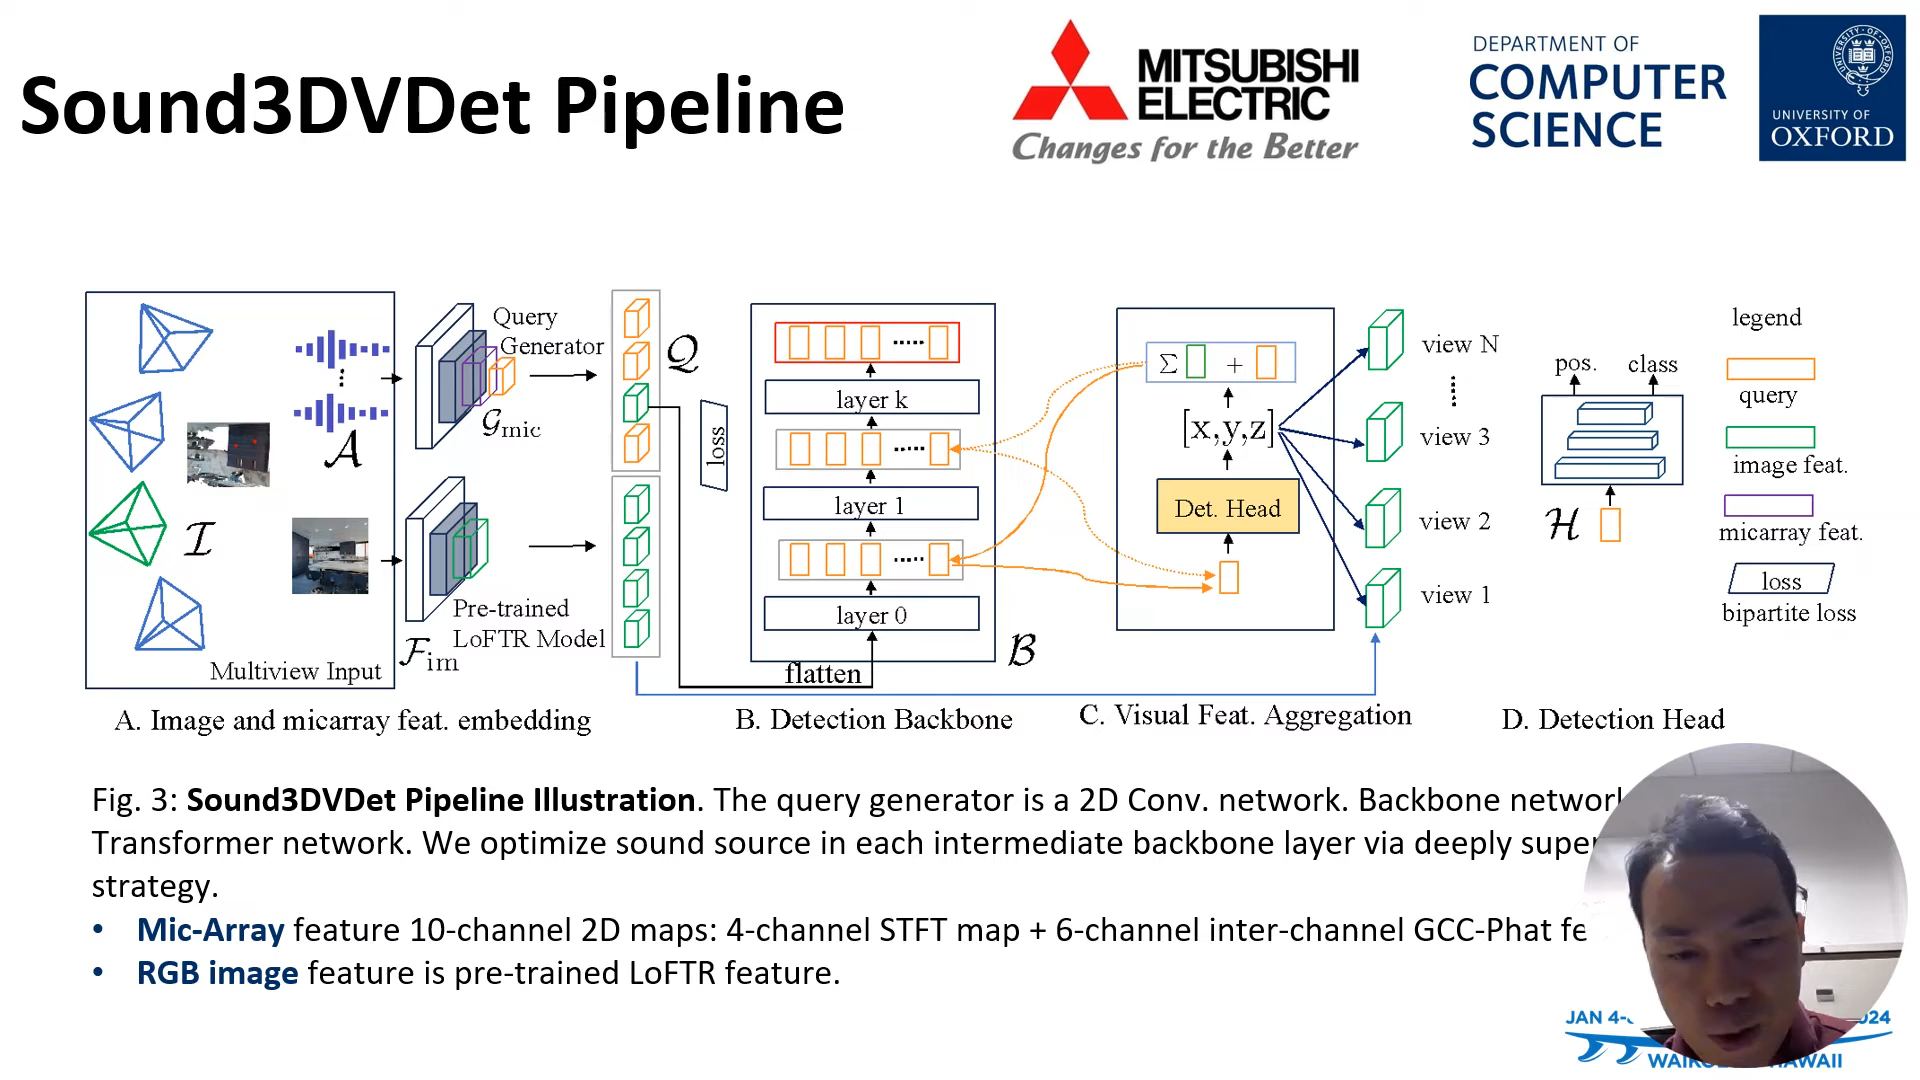 Sound3DVDet Pipeline
MITSUBISHI
ELECTRIC
Changes for the Better
DEPARTMENT OF
COMPUTER
SCIENCE
UNIVERSITY OF
OXFORD
Query
Generator
𝒢mic
𝒜
ℐ
ℱim
Pre-trained
LoFTR Model
Multiview Input
𝒬
loss
layer k
layer 1
layer 0
flatten
ℬ
Σ +
[x,y,z]
Det. Head
view N
view 3
view 2
view 1
pos. class
ℋ
legend
query
image feat.
micarray feat.
loss
bipartite loss
A. Image and micarray feat. embedding
B. Detection Backbone
C. Visual Feat. Aggregation
D. Detection Head
Fig. 3: Sound3DVDet Pipeline Illustration. The query generator is a 2D Conv. network. Backbone
Transformer network. We optimize sound source in each intermediate backbone layer via deeply
strategy.
• Mic-Array feature 10-channel 2D maps: 4-channel STFT map + 6-channel inter-channel GCC-Phat
• RGB image feature is pre-trained LoFTR feature.
JAN 4-